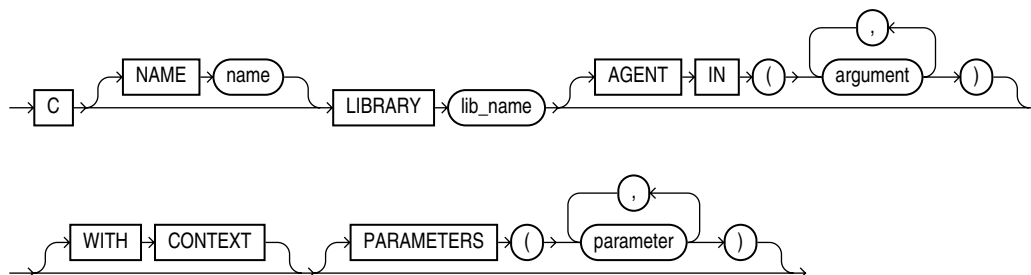 ,
NAME name AGENT IN ( argument )
C LIBRARY lib_name
,
WITH CONTEXT PARAMETERS ( parameter )